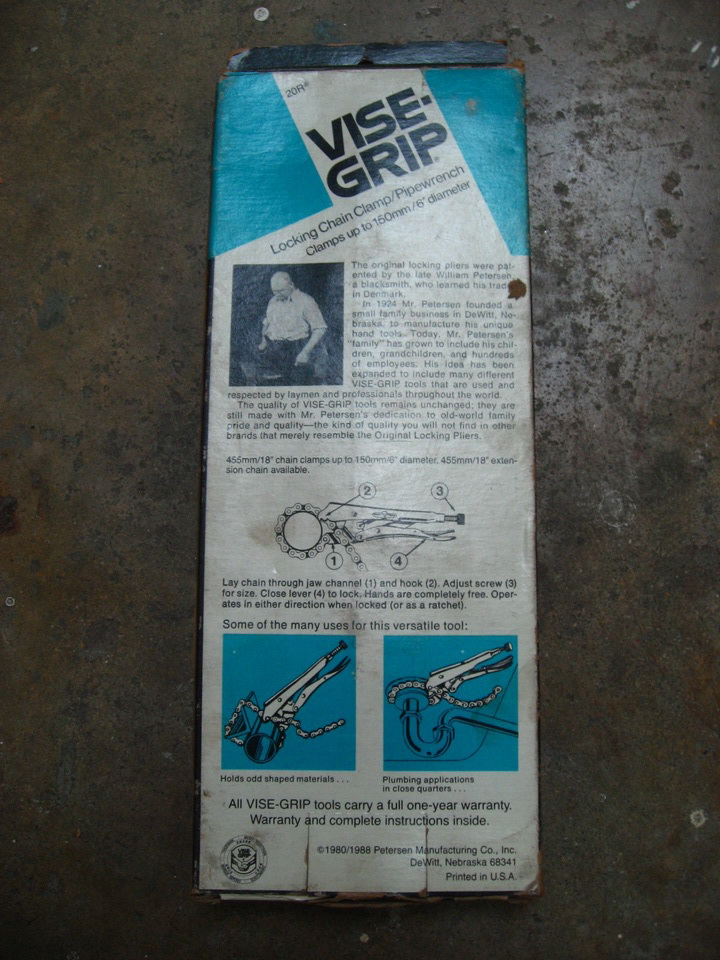 20R®
VISE-
GRIP®
Locking Chain Clamp/Pipewrench
Clamps up to 150mm/6" diameter
The original locking pliers were pat-
ented by the late William Petersen,
a blacksmith, who learned his trade
in Denmark.
In 1924 Mr. Petersen founded a
small family business in DeWitt, Ne-
braska, to manufacture his unique
hand tools. Today, Mr. Petersen's
"family" has grown to include his chil-
dren, grandchildren, and hundreds
of employees. His idea has been
expanded to include many different
VISE-GRIP tools that are used and
respected by laymen and professionals throughout the world.
The quality of VISE-GRIP tools remains unchanged; they are
still made with Mr. Petersen's dedication to old-world family
pride and quality—the kind of quality you will not find in other
brands that merely resemble the Original Locking Pliers.
455mm/18" chain clamps up to 150mm/6" diameter. 455mm/18" exten-
sion chain available.
2
3
1
4
Lay chain through jaw channel (1) and hook (2). Adjust screw (3)
for size. Close lever (4) to lock. Hands are completely free. Oper-
ates in either direction when locked (or as a ratchet).
Some of the many uses for this versatile tool:
Holds odd shaped materials . . .
Plumbing applications
in close quarters . . .
All VISE-GRIP tools carry a full one-year warranty.
Warranty and complete instructions inside.
©1980/1988 Petersen Manufacturing Co., Inc.
DeWitt, Nebraska 68341
Printed in U.S.A.